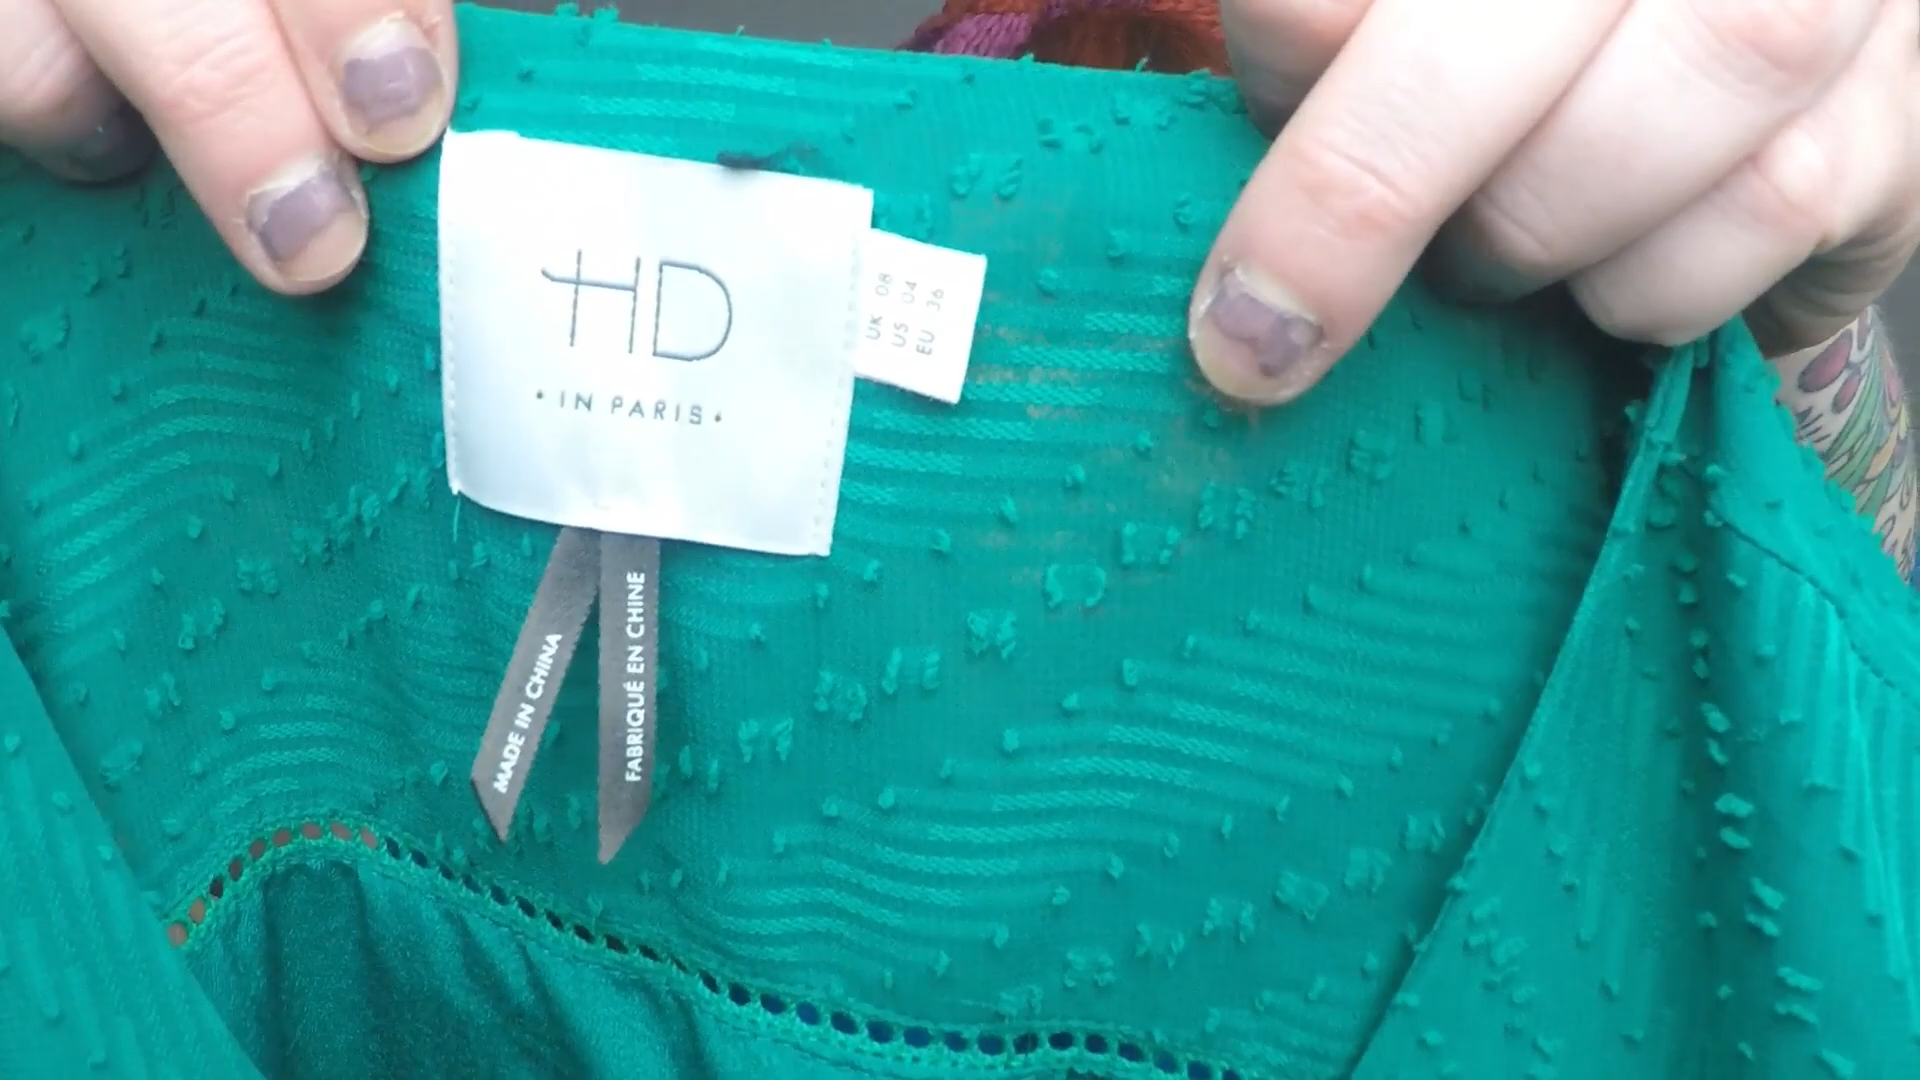 HD
• IN PARIS •
UK 08
US 04
EU 36
MADE IN CHINA
FABRIQUÉ EN CHINE